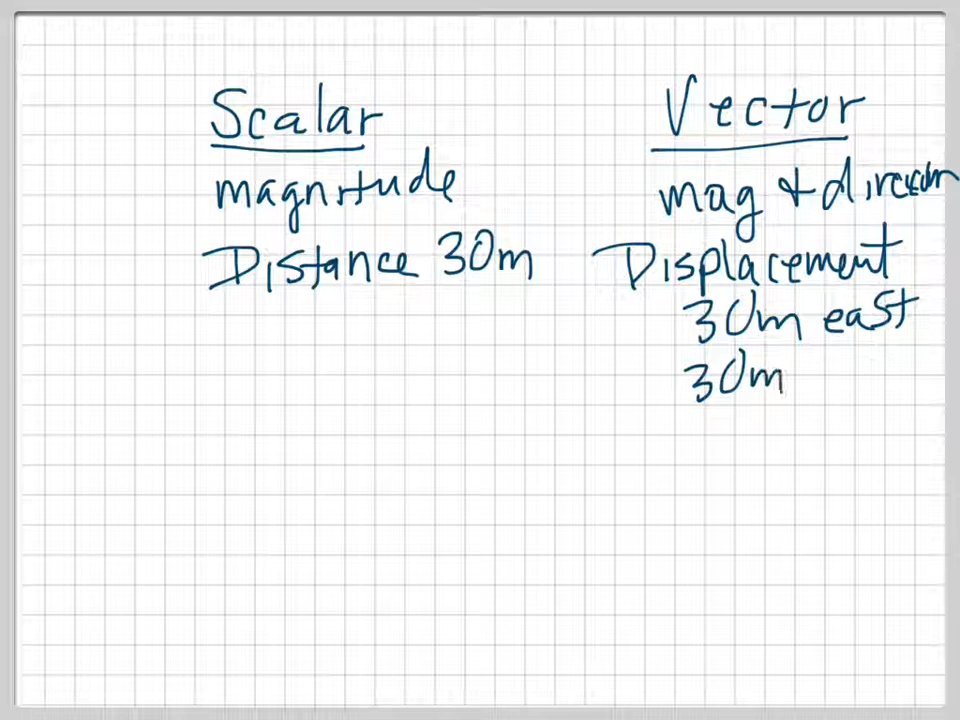 Scalar
Vector
magnitude
mag + direction
Distance 30m
Displacement
30m east
30m